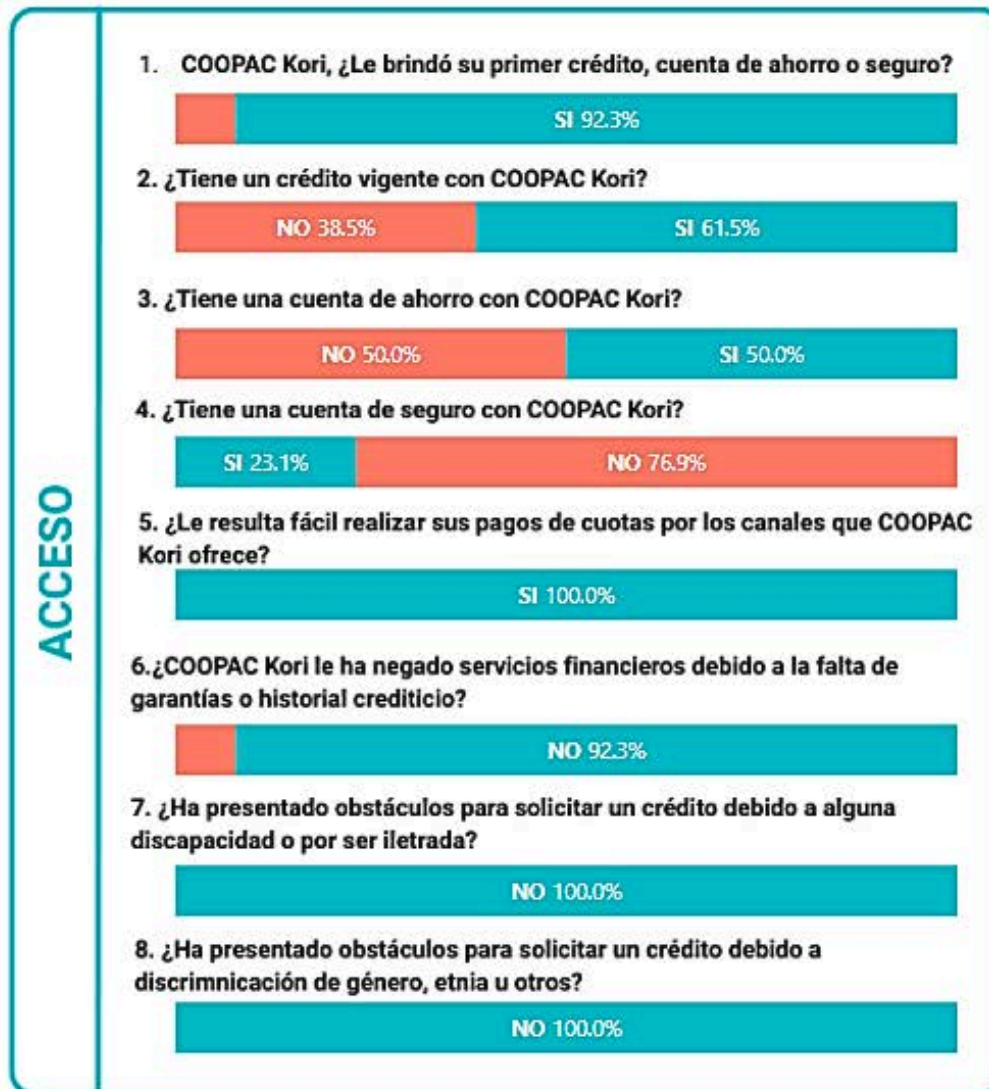 ACCESO
1. COOPAC Kori, ¿Le brindó su primer crédito, cuenta de ahorro o seguro?
SI 92.3%
2. ¿Tiene un crédito vigente con COOPAC Kori?
NO 38.5% SI 61.5%
3. ¿Tiene una cuenta de ahorro con COOPAC Kori?
NO 50.0% SI 50.0%
4. ¿Tiene una cuenta de seguro con COOPAC Kori?
SI 23.1% NO 76.9%
5. ¿Le resulta fácil realizar sus pagos de cuotas por los canales que COOPAC
Kori ofrece?
SI 100.0%
6.¿COOPAC Kori le ha negado servicios financieros debido a la falta de
garantías o historial crediticio?
NO 92.3%
7. ¿Ha presentado obstáculos para solicitar un crédito debido a alguna
discapacidad o por ser iletrada?
NO 100.0%
8. ¿Ha presentado obstáculos para solicitar un crédito debido a
discrimnicación de género, etnia u otros?
NO 100.0%